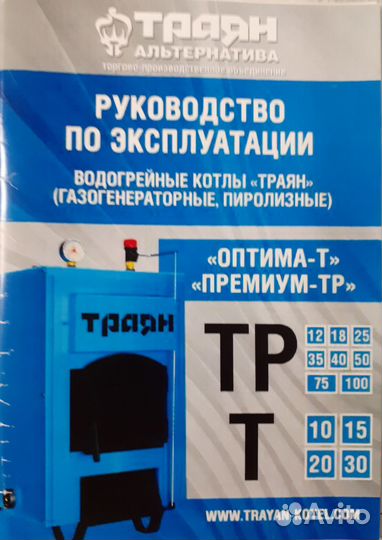 ТРАЯН
АЛЬТЕРНАТИВА
торгово-производственное объединение
РУКОВОДСТВО
ПО ЭКСПЛУАТАЦИИ
ВОДОГРЕЙНЫЕ КОТЛЫ «ТРАЯН»
(ГАЗОГЕНЕРАТОРНЫЕ, ПИРОЛИЗНЫЕ)
«ОПТИМА-Т»
«ПРЕМИУМ-ТР»
траян
ТР
12 18 25
35 40 50
75 100
Т
10 15
20 30
WWW.TRAYAN-KOTEL.COM
Avito